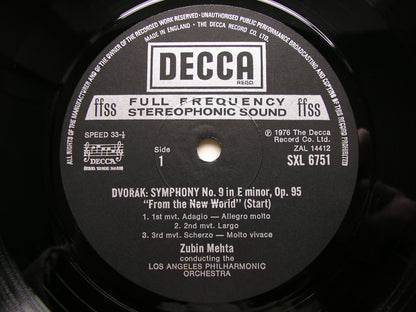 ALL RIGHTS OF THE MANUFACTURER AND OF THE OWNER OF THE RECORDED WORK RESERVED · UNAUTHORISED PUBLIC PERFORMANCE BROADCASTING AND COPYING OF THIS RECORD PROHIBITED
MADE IN ENGLAND · THE DECCA RECORD CO. LTD.
DECCA
REGD.
ffss FULL FREQUENCY ffss
STEREOPHONIC SOUND
SPEED 33⅓
DECCA
Side
1
Ⓟ 1976 The Decca
Record Co. Ltd.
ZAL 14412
SXL 6751
DVOŘÁK: SYMPHONY No. 9 in E minor, Op. 95
"From the New World" (Start)
1. 1st mvt. Adagio — Allegro molto
2. 2nd mvt. Largo
3. 3rd mvt. Scherzo — Molto vivace
Zubin Mehta
conducting the
LOS ANGELES PHILHARMONIC
ORCHESTRA